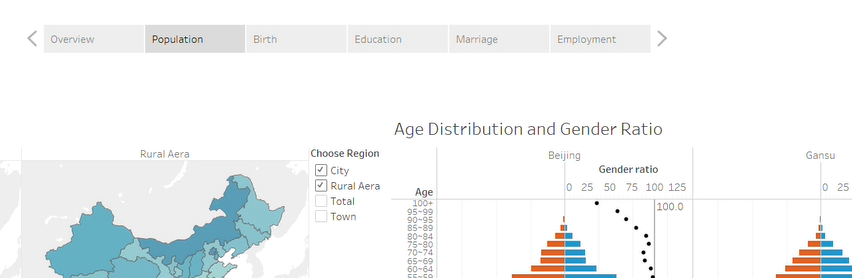 Overview Population Birth Education Marriage Employment
Age Distribution and Gender Ratio
Rural Aera
Choose Region
City
Rural Aera
Total
Town
Beijing Gansu
Gender ratio
Age
0 25 50 75 100 125 0 25
100+
100.0
95~99
90~95
85~89
80~84
75~80
70~74
65~69
60~64
55~59